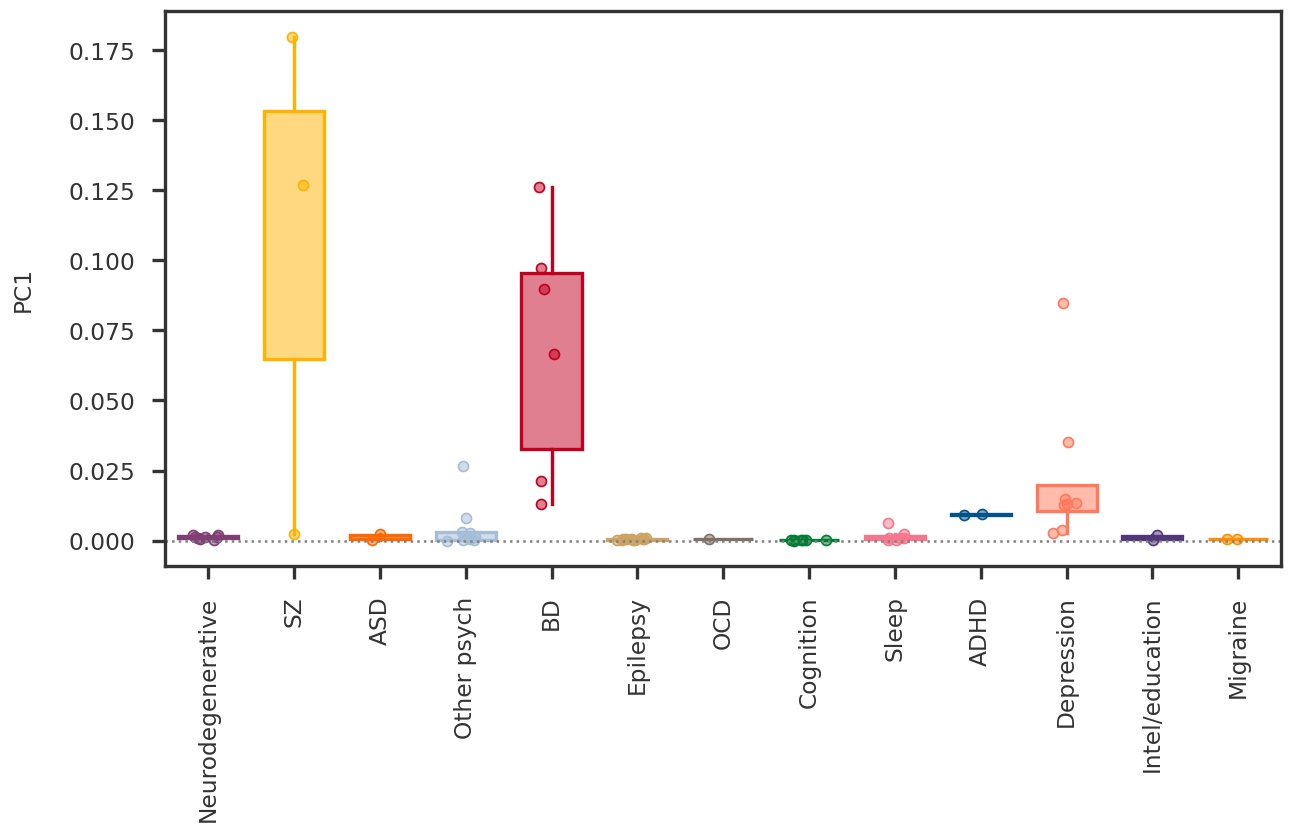 0.175
0.150
0.125
0.100
0.075
0.050
0.025
0.000
PC1
Neurodegenerative
SZ
ASD
Other psych
BD
Epilepsy
OCD
Cognition
Sleep
ADHD
Depression
Intel/education
Migraine